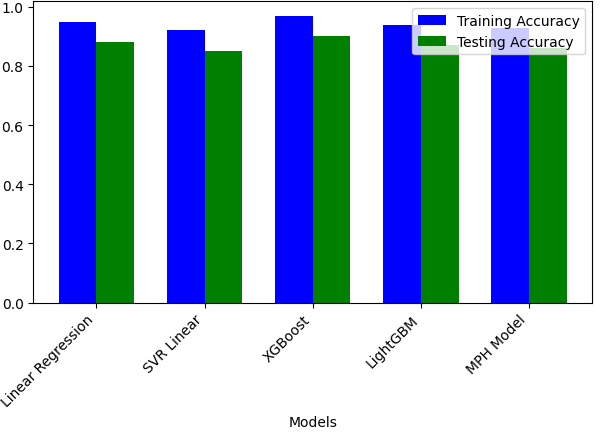 1.0
0.8
0.6
0.4
0.2
0.0
Training Accuracy
Testing Accuracy
Linear Regression
SVR Linear
XGBoost
LightGBM
MPH Model
Models